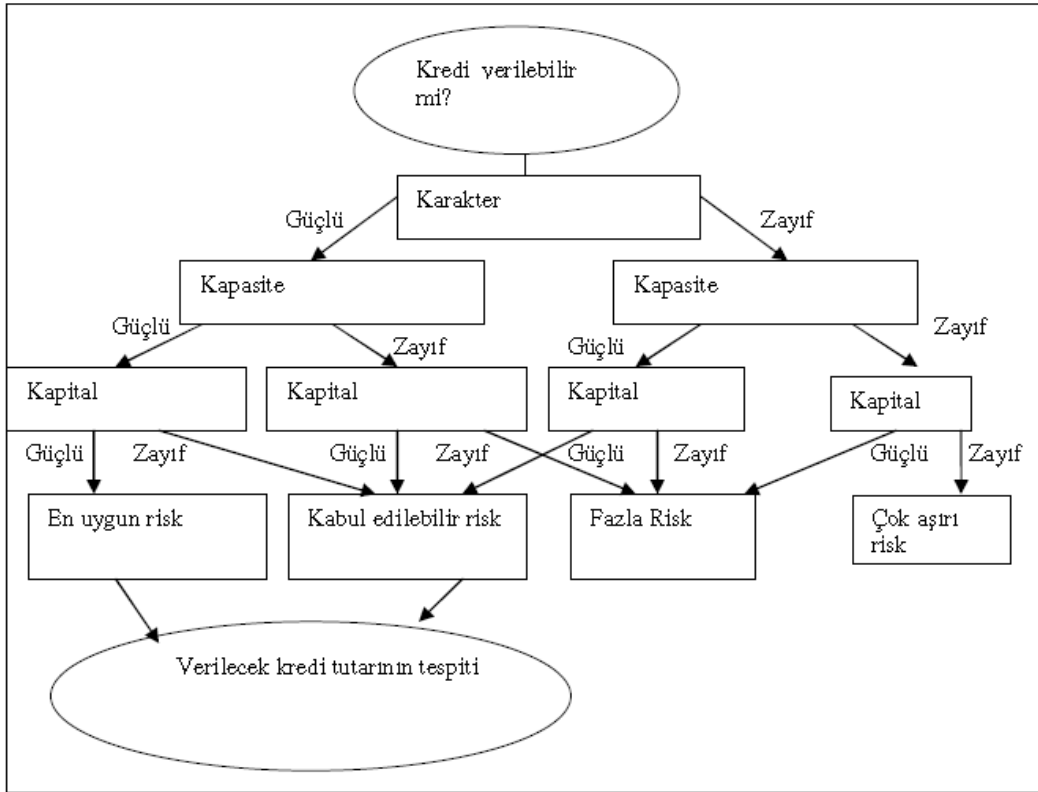 Kredi verilebilir
mi?
Karakter
Güçlü
Zayıf
Kapasite
Kapasite
Güçlü
Zayıf
Güçlü
Zayıf
Kapital
Kapital
Kapital
Kapital
Güçlü
Zayıf
Güçlü
Zayıf
Güçlü
Zayıf
Güçlü
Zayıf
En uygun risk
Kabul edilebilir risk
Fazla Risk
Çok aşırı
risk
Verilecek kredi tutarının tespiti